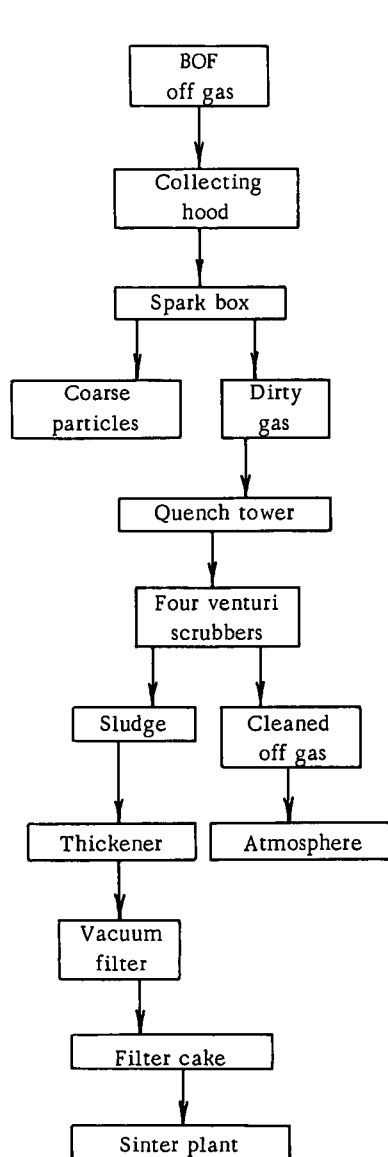 BOF
off gas
Collecting
hood
Spark box
Coarse
particles
Dirty
gas
Quench tower
Four venturi
scrubbers
Sludge
Cleaned
off gas
Thickener
Atmosphere
Vacuum
filter
Filter cake
Sinter plant